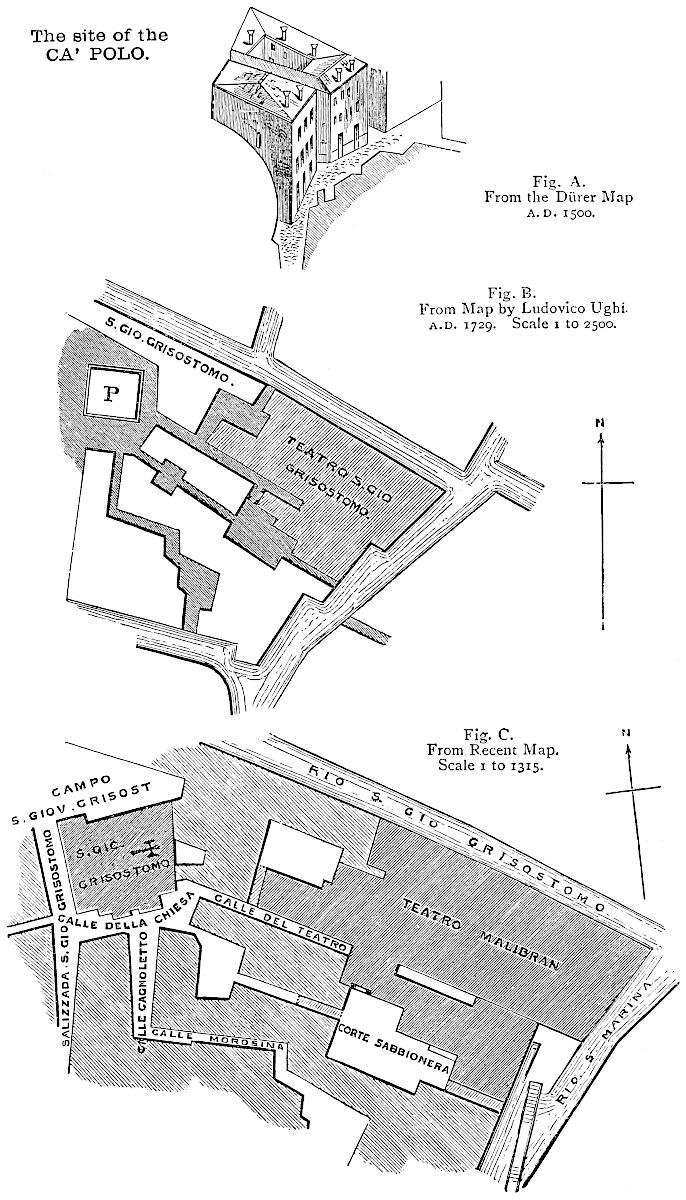 The site of the
CA' POLO.
Fig. A.
From the Dürer Map
A.D. 1500.
Fig. B.
From Map by Ludovico Ughi.
A.D. 1729. Scale 1 to 2500.
S. GIO. GRISOSTOMO.
P
TEATRO S. GIO
GRISOSTOMO.
N
Fig. C.
From Recent Map.
Scale 1 to 1315.
N
CAMPO
S. GIOV. GRISOST
RIO S. GIO GRISOSTOMO
S. GIO.
GRISOSTOMO
SALIZZADA S. GIO GRISOSTOMO
CALLE DELLA CHIESA
CALLE DEL TEATRO
TEATRO MALIBRAN
CALLE CAGNOLETTO
CALLE MOROSINA
CORTE SABBIONERA
RIO S. MARINA